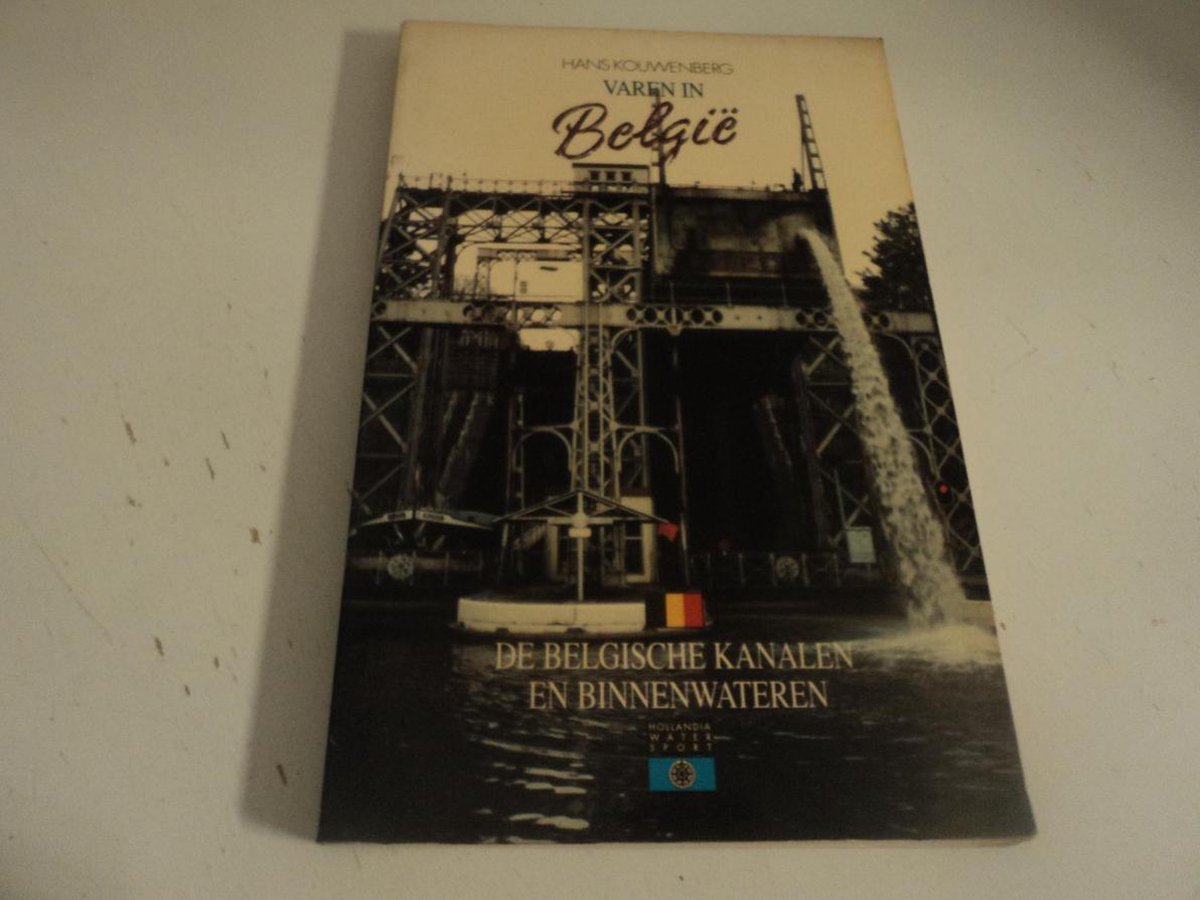 HANS KOUWENBERG
VAREN IN
België
DE BELGISCHE KANALEN
EN BINNENWATEREN
HOLLANDIA
WATER
SPORT